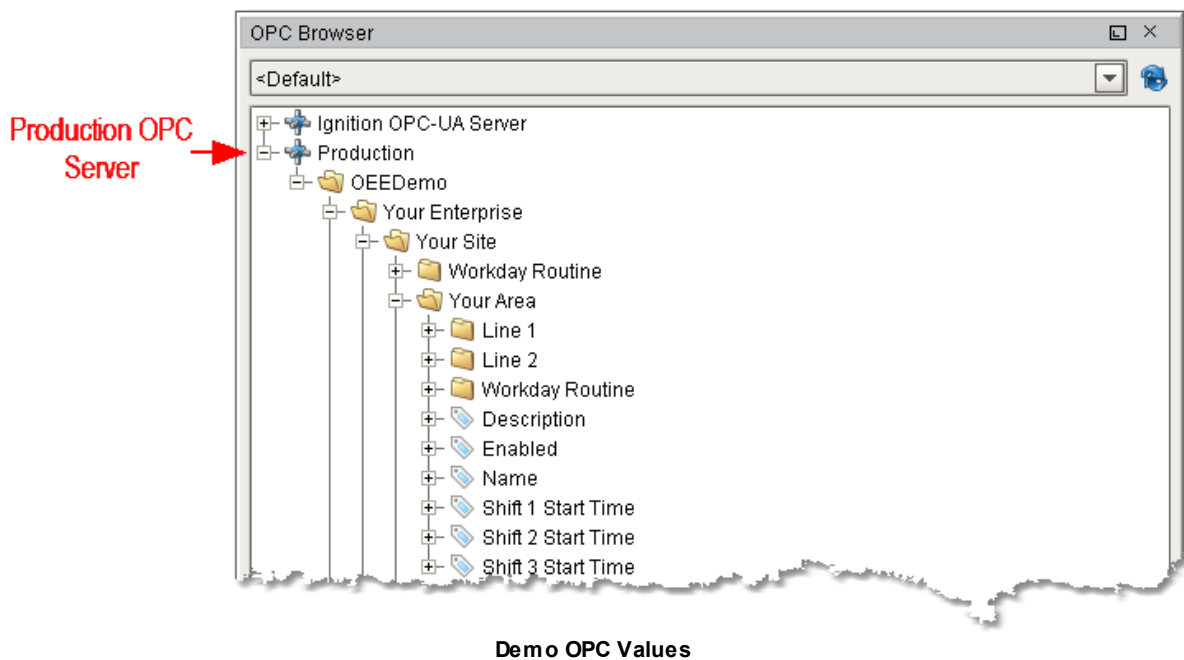 OPC Browser
<Default>
Ignition OPC-UA Server
Production OPC
Server
Production
OEEDemo
Your Enterprise
Your Site
Workday Routine
Your Area
Line 1
Line 2
Workday Routine
Description
Enabled
Name
Shift 1 Start Time
Shift 2 Start Time
Shift 3 Start Time
Demo OPC Values